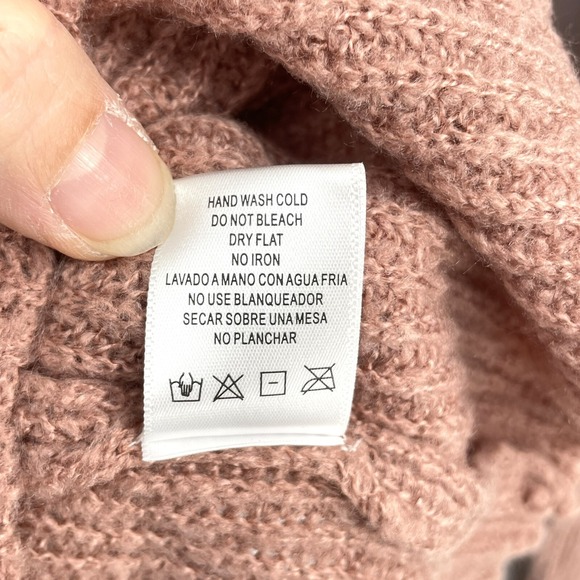 HAND WASH COLD
DO NOT BLEACH
DRY FLAT
NO IRON
LAVADO A MANO CON AGUA FRIA
NO USE BLANQUEADOR
SECAR SOBRE UNA MESA
NO PLANCHAR